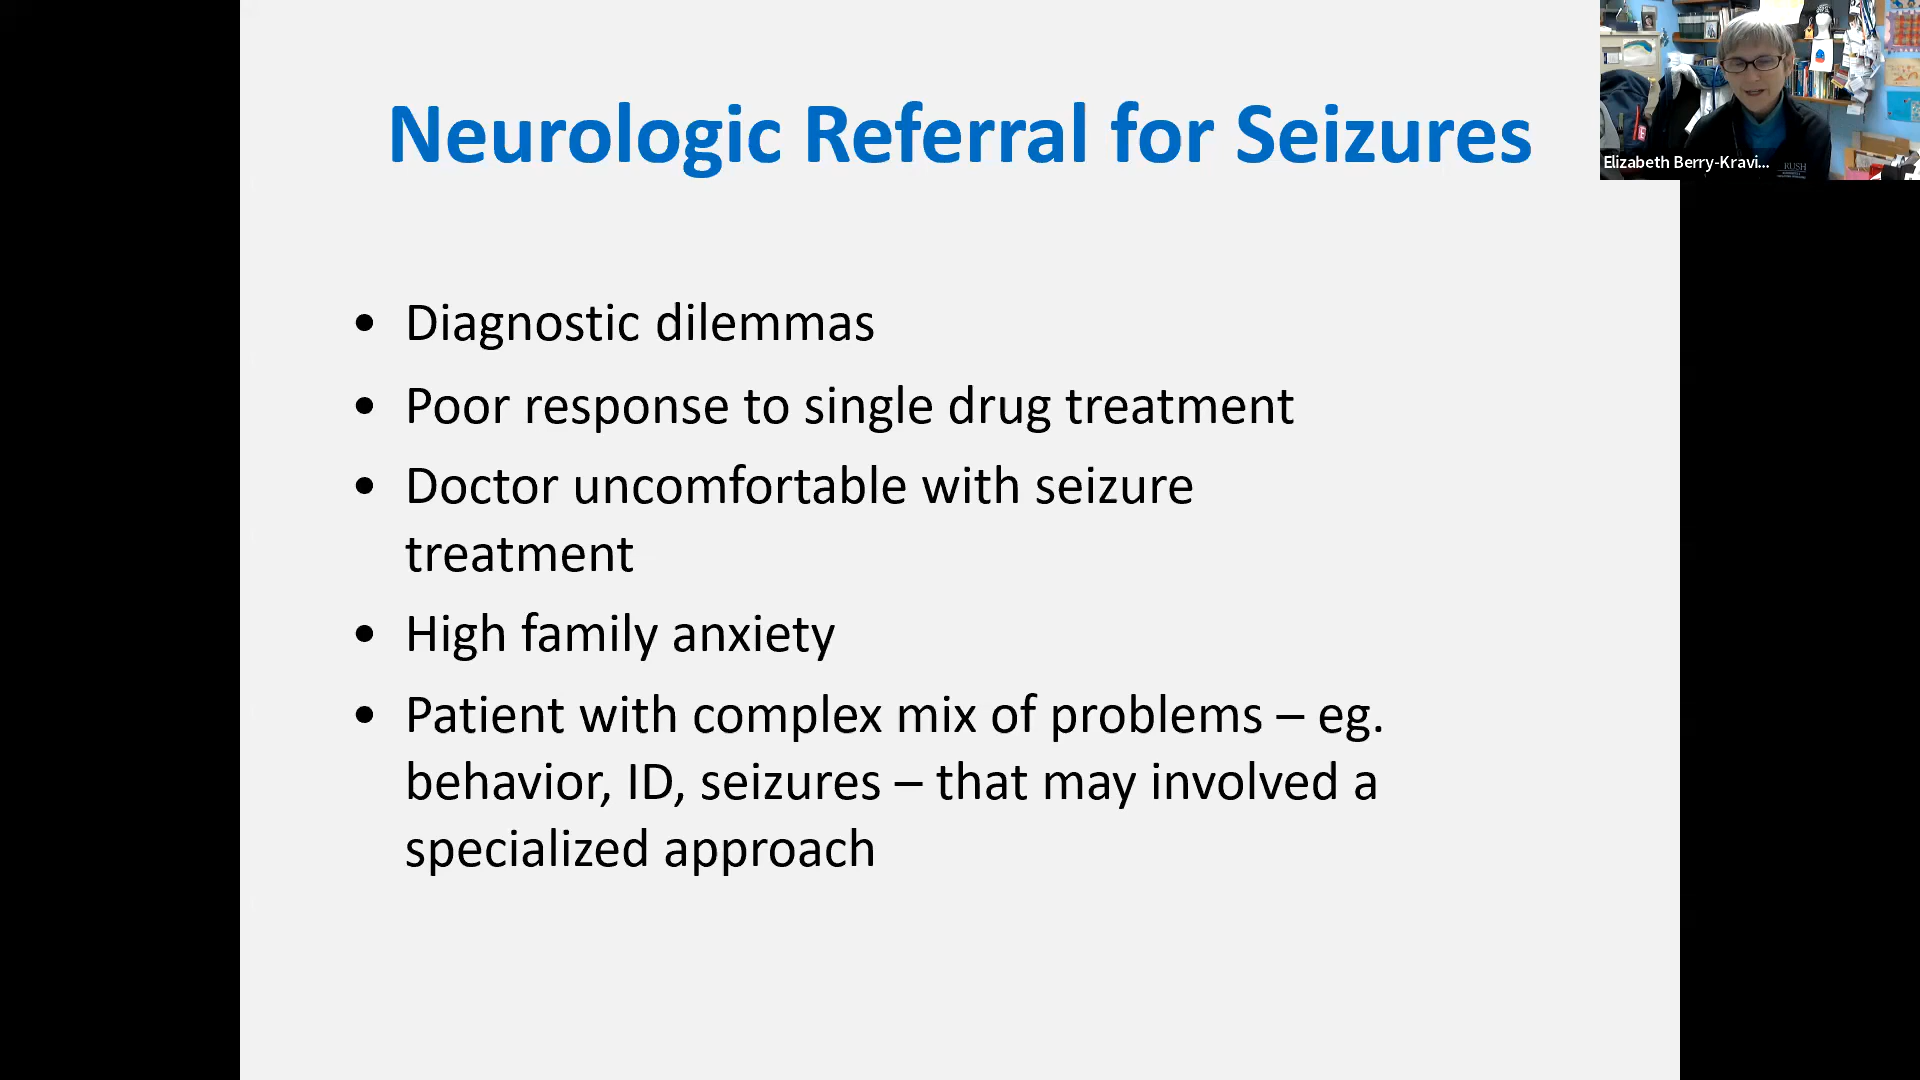 Neurologic Referral for Seizures
• Diagnostic dilemmas
• Poor response to single drug treatment
• Doctor uncomfortable with seizure
treatment
• High family anxiety
• Patient with complex mix of problems – eg.
behavior, ID, seizures – that may involved a
specialized approach
Elizabeth Berry-Kravi...
RUSH